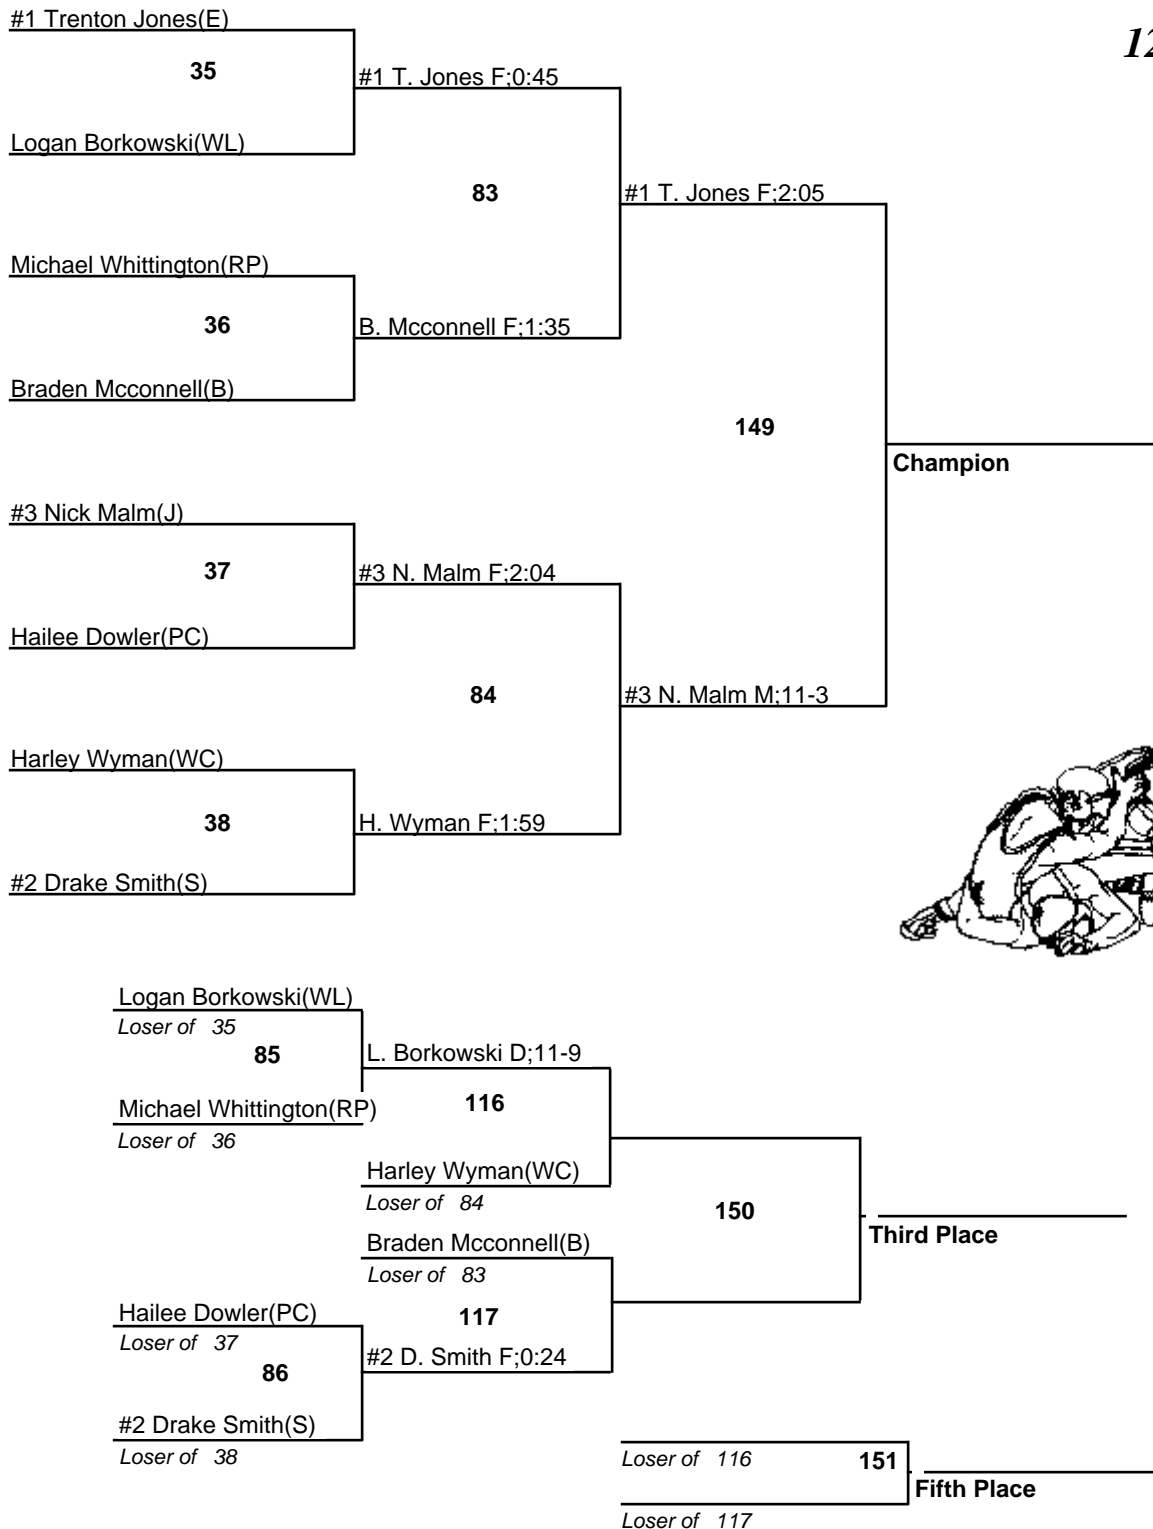 #1 Trenton Jones(E)
12
35
#1 T. Jones F;0:45
Logan Borkowski(WL)
83
#1 T. Jones F;2:05
Michael Whittington(RP)
36
B. Mcconnell F;1:35
Braden Mcconnell(B)
149
Champion
#3 Nick Malm(J)
37
#3 N. Malm F;2:04
Hailee Dowler(PC)
84
#3 N. Malm M;11-3
Harley Wyman(WC)
38
H. Wyman F;1:59
#2 Drake Smith(S)
Logan Borkowski(WL)
Loser of 35
85
L. Borkowski D;11-9
Michael Whittington(RP)
116
Loser of 36
Harley Wyman(WC)
Loser of 84
150
Third Place
Braden Mcconnell(B)
Loser of 83
Hailee Dowler(PC)
117
Loser of 37
86
#2 D. Smith F;0:24
#2 Drake Smith(S)
Loser of 38
Loser of 116
151
Fifth Place
Loser of 117